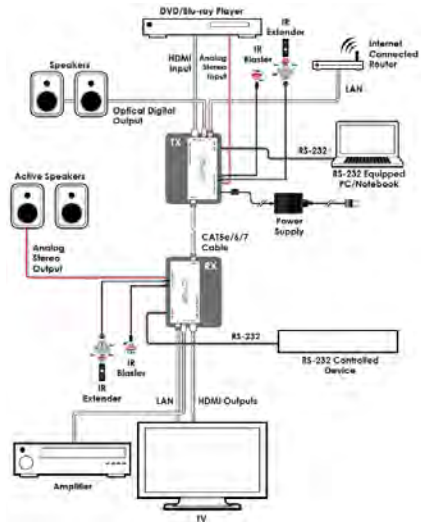 DVD/Blu-ray Player
IR
Extender
IR
Blaster
Internet
Connected
Router
HDMI
Input
Analog
Stereo
Input
Speakers
LAN
Optical Digital
Output
TX
RS-232
RS-232 Equipped
PC/Notebook
Active Speakers
Power
Supply
CAT5e/6/7
Cable
Analog
Stereo
Output
RX
RS-232
RS-232 Controlled
Device
IR
Blaster
IR
Extender
LAN
HDMI Outputs
Amplifier
TV